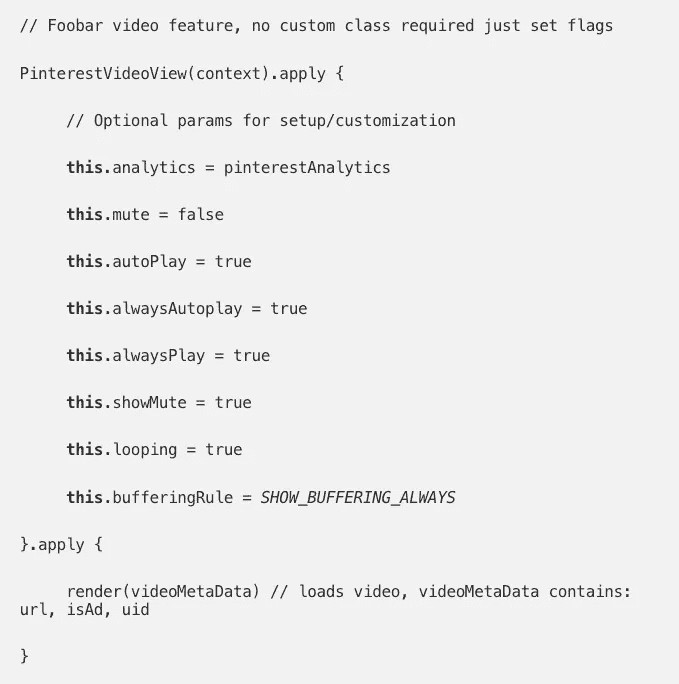 // Foobar video feature, no custom class required just set flags
PinterestVideoView(context).apply {
// Optional params for setup/customization
this.analytics = pinterestAnalytics
this.mute = false
this.autoPlay = true
this.alwaysAutoplay = true
this.alwaysPlay = true
this.showMute = true
this.looping = true
this.bufferingRule = SHOW_BUFFERING_ALWAYS
}.apply {
render(videoMetaData) // loads video, videoMetaData contains:
url, isAd, uid
}